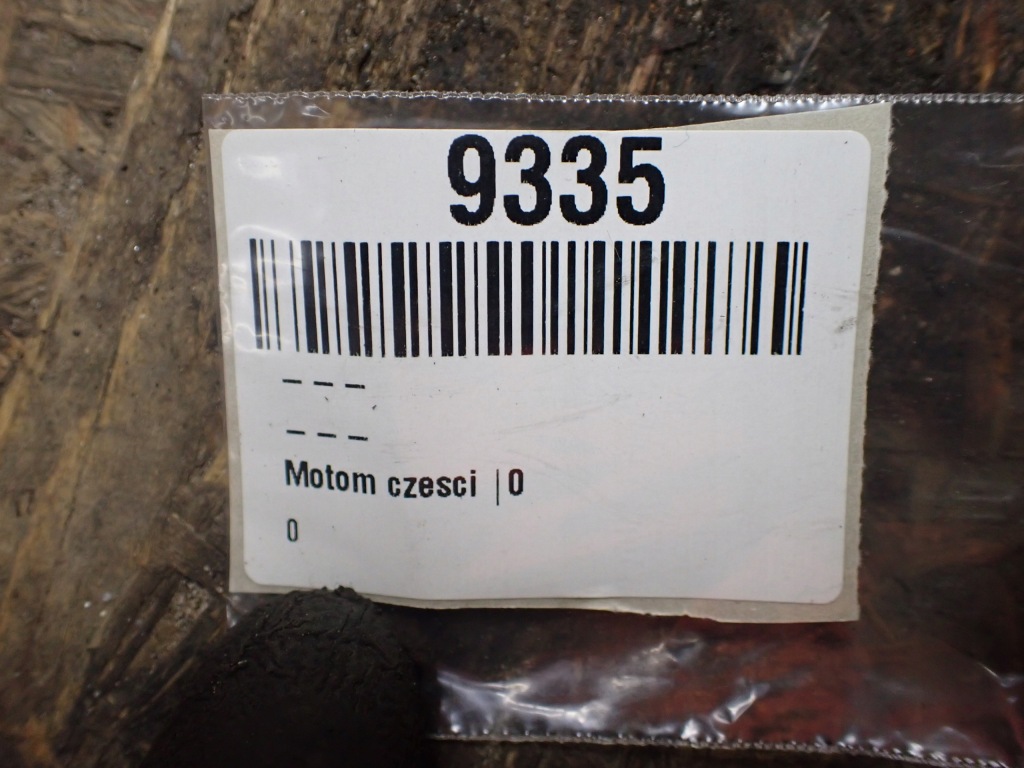 9335
– – –
– – –
Motom czesci |0
0